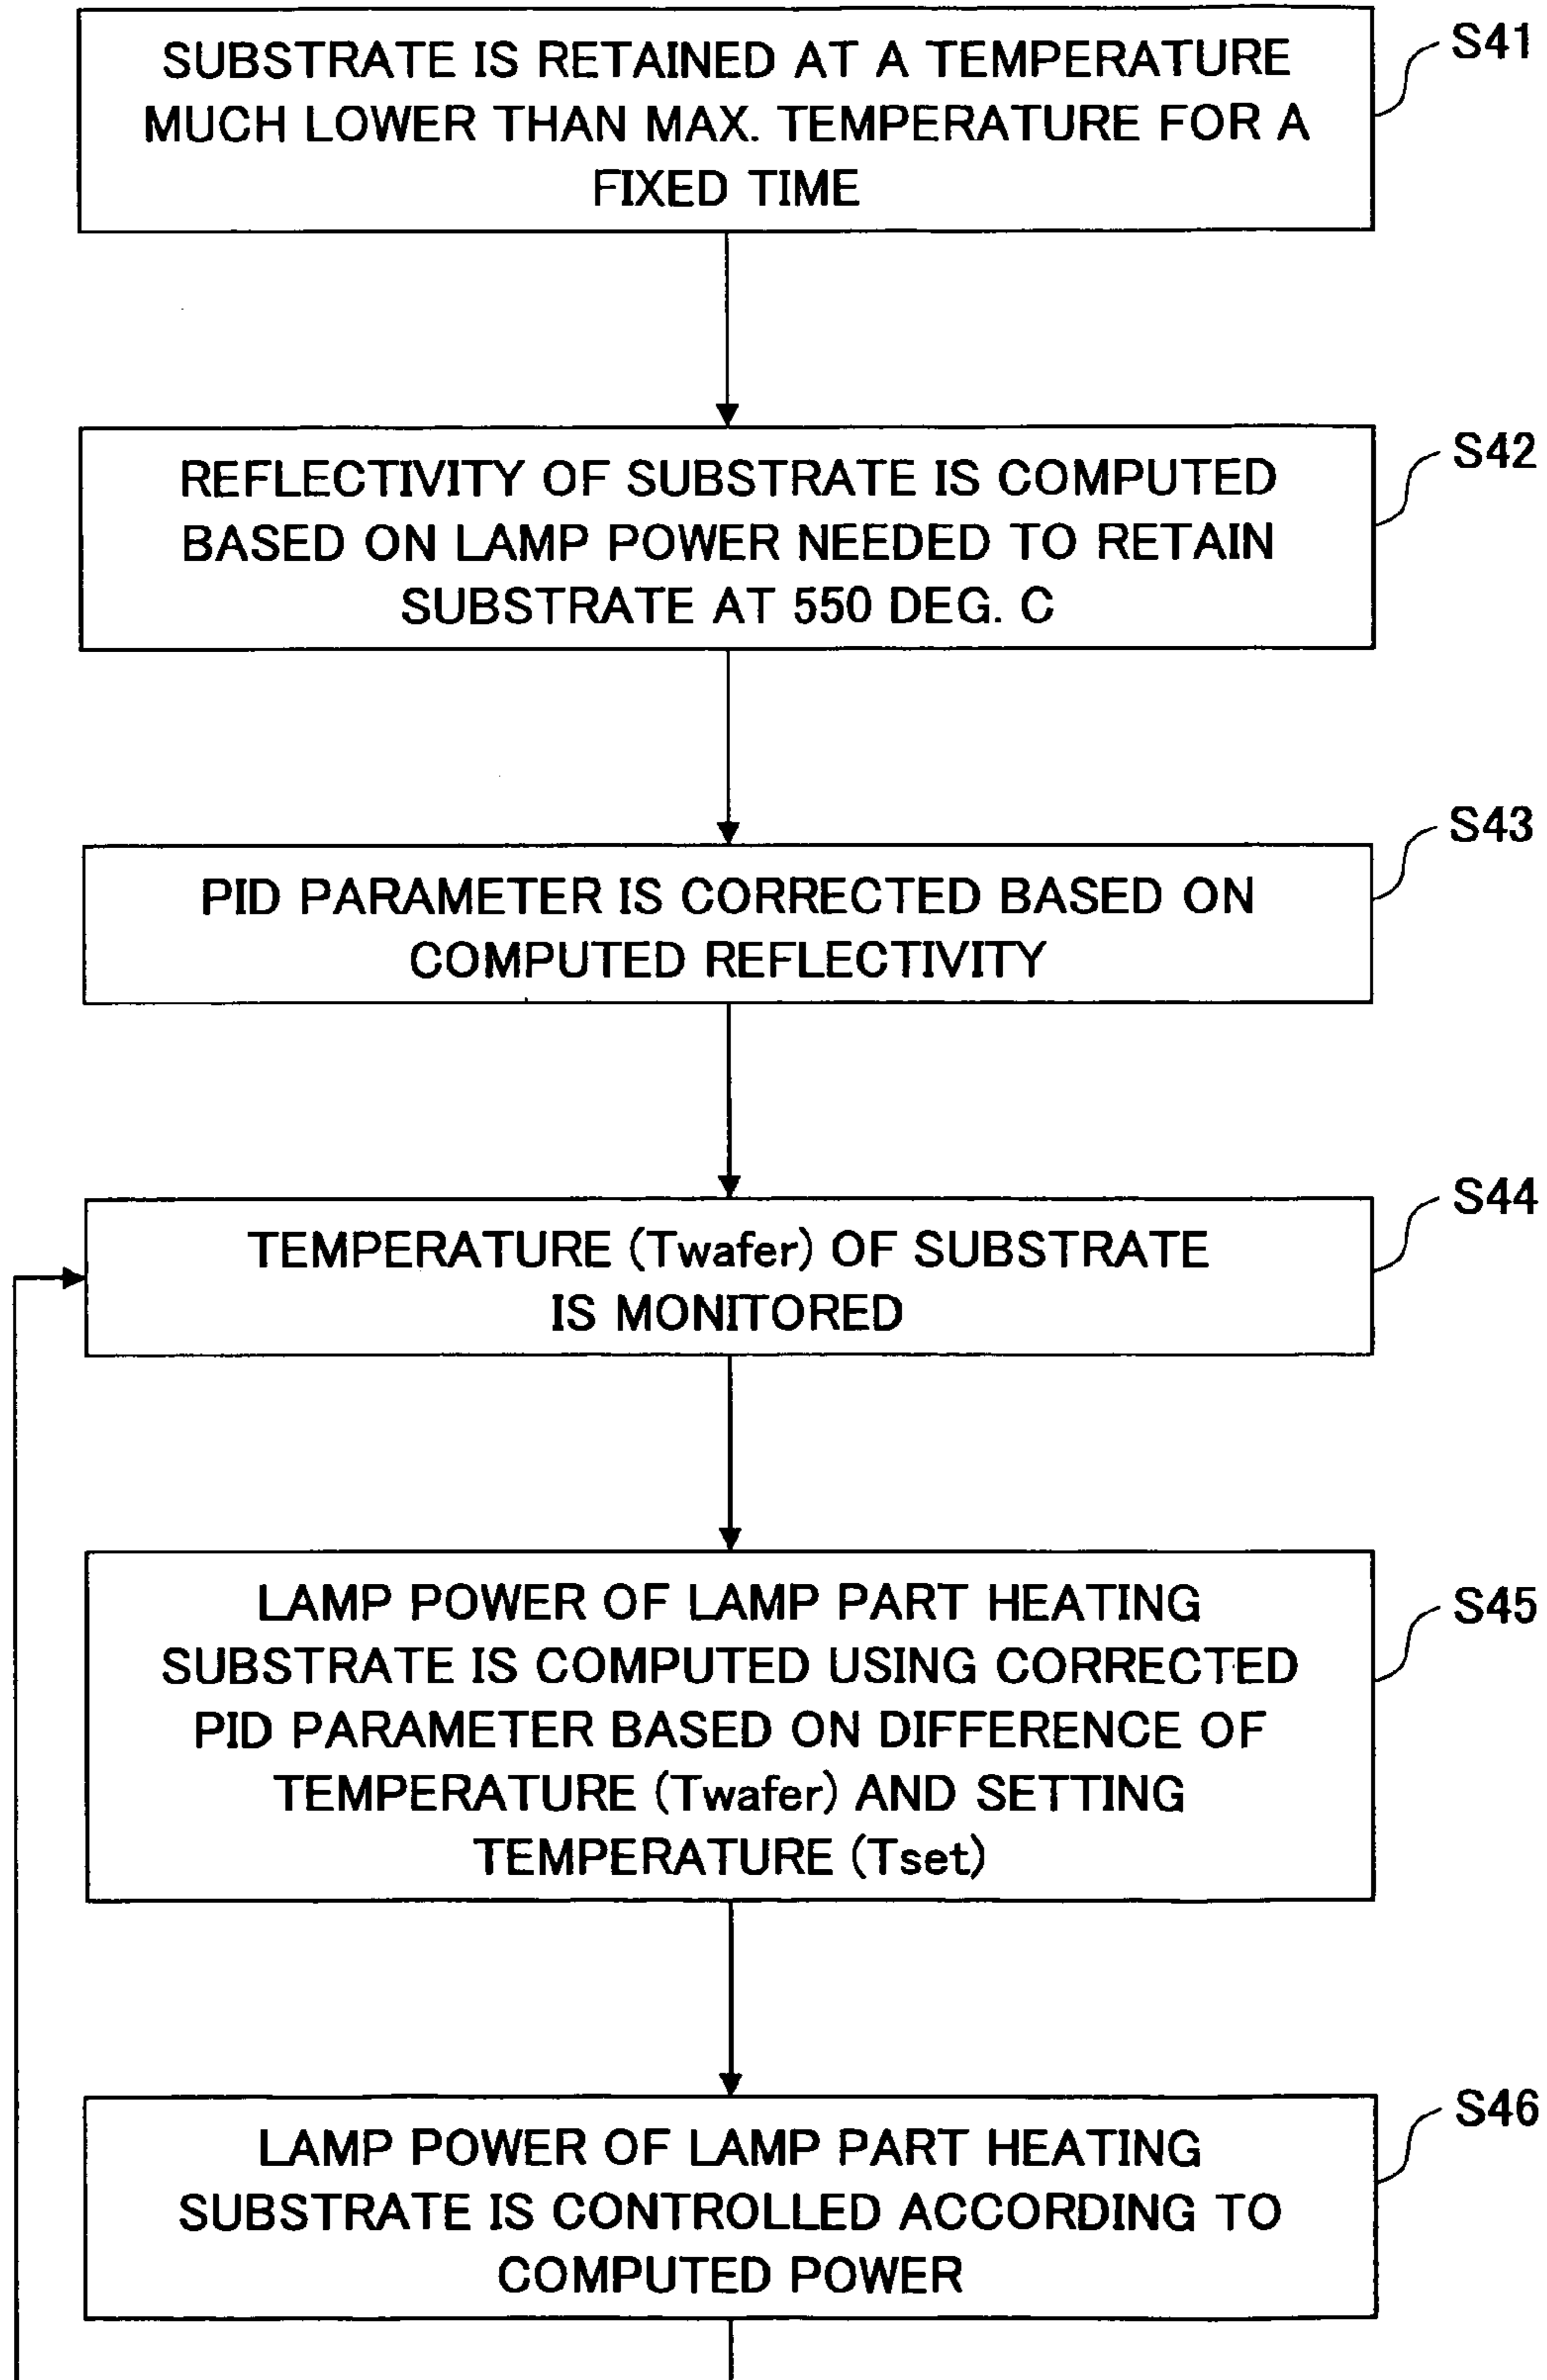 SUBSTRATE IS RETAINED AT A TEMPERATURE
MUCH LOWER THAN MAX. TEMPERATURE FOR A
FIXED TIME
S41
REFLECTIVITY OF SUBSTRATE IS COMPUTED
BASED ON LAMP POWER NEEDED TO RETAIN
SUBSTRATE AT 550 DEG. C
S42
PID PARAMETER IS CORRECTED BASED ON
COMPUTED REFLECTIVITY
S43
TEMPERATURE (Twafer) OF SUBSTRATE
IS MONITORED
S44
LAMP POWER OF LAMP PART HEATING
SUBSTRATE IS COMPUTED USING CORRECTED
PID PARAMETER BASED ON DIFFERENCE OF
TEMPERATURE (Twafer) AND SETTING
TEMPERATURE (Tset)
S45
LAMP POWER OF LAMP PART HEATING
SUBSTRATE IS CONTROLLED ACCORDING TO
COMPUTED POWER
S46